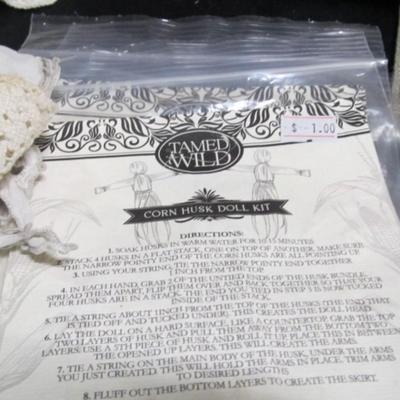 TAMED
& WILD
$ 1.00
CORN HUSK DOLL KIT
DIRECTIONS:
1. SOAK HUSKS IN WARM WATER FOR 10-15 MINUTES
2. STACK 4 HUSKS IN A FLAT STACK, ONE ON TOP OF ANOTHER. MAKE SURE
THE NARROW POINTY END OF THE CORN HUSKS ARE ALL POINTING UP
3. USING YOUR STRING, TIE THE NARROW POINTY END TOGETHER
1 INCH FROM THE TOP
4. IN EACH HAND, GRAB 2 OF THE UNTIED ENDS OF THE HUSK BUNDLE,
SPREAD THEM APART, FLIP THEM OVER AND BACK TOGETHER SO THAT YOUR
FOUR HUSKS ARE IN A STACK. THE END YOU TIED IN STEP 3 IS NOW TUCKED
INSIDE OF THE STACK.
5. TIE A STRING ABOUT 1 INCH FROM THE TOP OF THE HUSKS (THE END THAT
IS TIED OFF AND TUCKED UNDER). THIS CREATES THE DOLL HEAD
6. LAY THE DOLL ON A HARD SURFACE, LIKE A COUNTERTOP. GRAB THE TOP
TWO LAYERS OF HUSK AND PULL THEM AWAY FROM THE BOTTOM TWO
LAYERS: USE A 5TH PIECE OF HUSK AND ROLL IT UP. PLACE THIS IN BETWEEN
THE OPENED UP LAYERS. THIS WILL CREATE THE ARMS.
7. TIE A STRING ON THE MAIN BODY OF THE HUSK, UNDER THE ARMS
YOU JUST CREATED. THIS WILL HOLD THE ARMS IN PLACE. TRIM ARMS
TO DESIRED LENGTHS
8. FLUFF OUT THE BOTTOM LAYERS TO CREATE THE SKIRT.